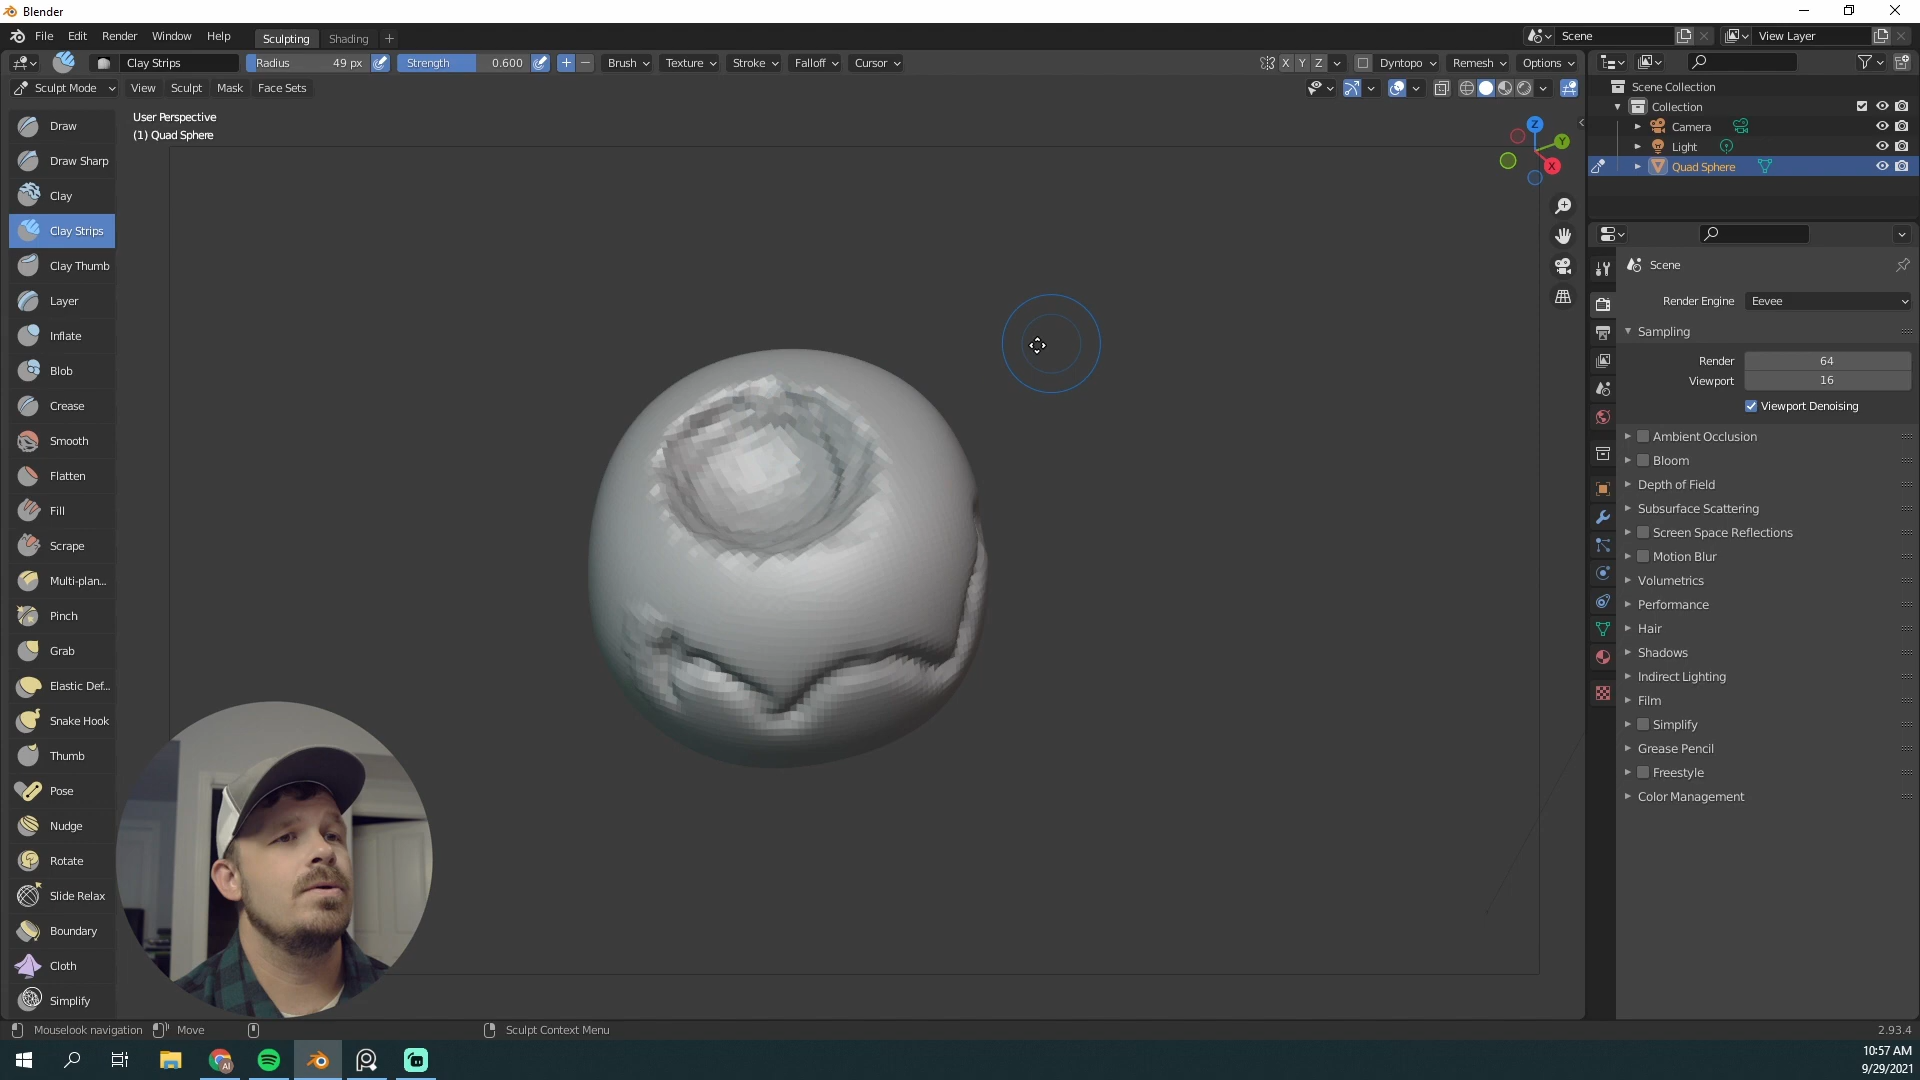 Blender
File Edit Render Window Help Sculpting Shading + Scene View Layer
Clay Strips Radius 49 px Strength 0.600 Brush Texture Stroke Falloff Cursor X Y Z Dyntopo Remesh Options
Sculpt Mode View Sculpt Mask Face Sets
User Perspective
(1) Quad Sphere
Z
Y
X
Draw
Draw Sharp
Clay
Clay Strips
Clay Thumb
Layer
Inflate
Blob
Crease
Smooth
Flatten
Fill
Scrape
Multi-plan...
Pinch
Grab
Elastic Def...
Snake Hook
Thumb
Pose
Nudge
Rotate
Slide Relax
Boundary
Cloth
Simplify
Scene Collection
Collection
Camera
Light
Quad Sphere
Scene
Render Engine Eevee
Sampling
Render 64
Viewport 16
Viewport Denoising
Ambient Occlusion
Bloom
Depth of Field
Subsurface Scattering
Screen Space Reflections
Motion Blur
Volumetrics
Performance
Hair
Shadows
Indirect Lighting
Film
Simplify
Grease Pencil
Freestyle
Color Management
Mouselook navigation Move Sculpt Context Menu 2.93.4
10:57 AM
9/29/2021